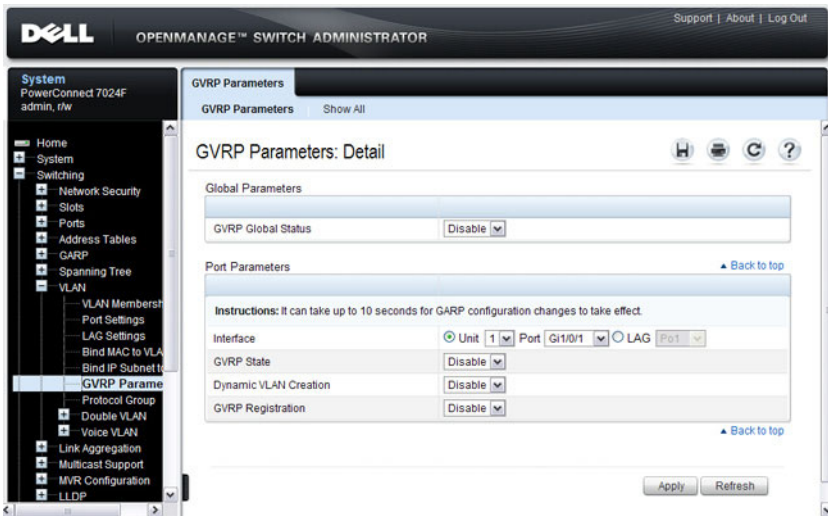 Support | About | Log Out
DELL OPENMANAGE™ SWITCH ADMINISTRATOR
System
PowerConnect 7024F
admin, r/w
Home
System
Switching
Network Security
Slots
Ports
Address Tables
GARP
Spanning Tree
VLAN
VLAN Membersh
Port Settings
LAG Settings
Bind MAC to VLA
Bind IP Subnet to
GVRP Parame
Protocol Group
Double VLAN
Voice VLAN
Link Aggregation
Multicast Support
MVR Configuration
LLDP
GVRP Parameters
GVRP Parameters Show All
GVRP Parameters: Detail
Global Parameters
GVRP Global Status Disable
Port Parameters Back to top
Instructions: It can take up to 10 seconds for GARP configuration changes to take effect.
Interface Unit 1 Port Gi1/0/1 LAG Po1
GVRP State Disable
Dynamic VLAN Creation Disable
GVRP Registration Disable
Back to top
Apply Refresh